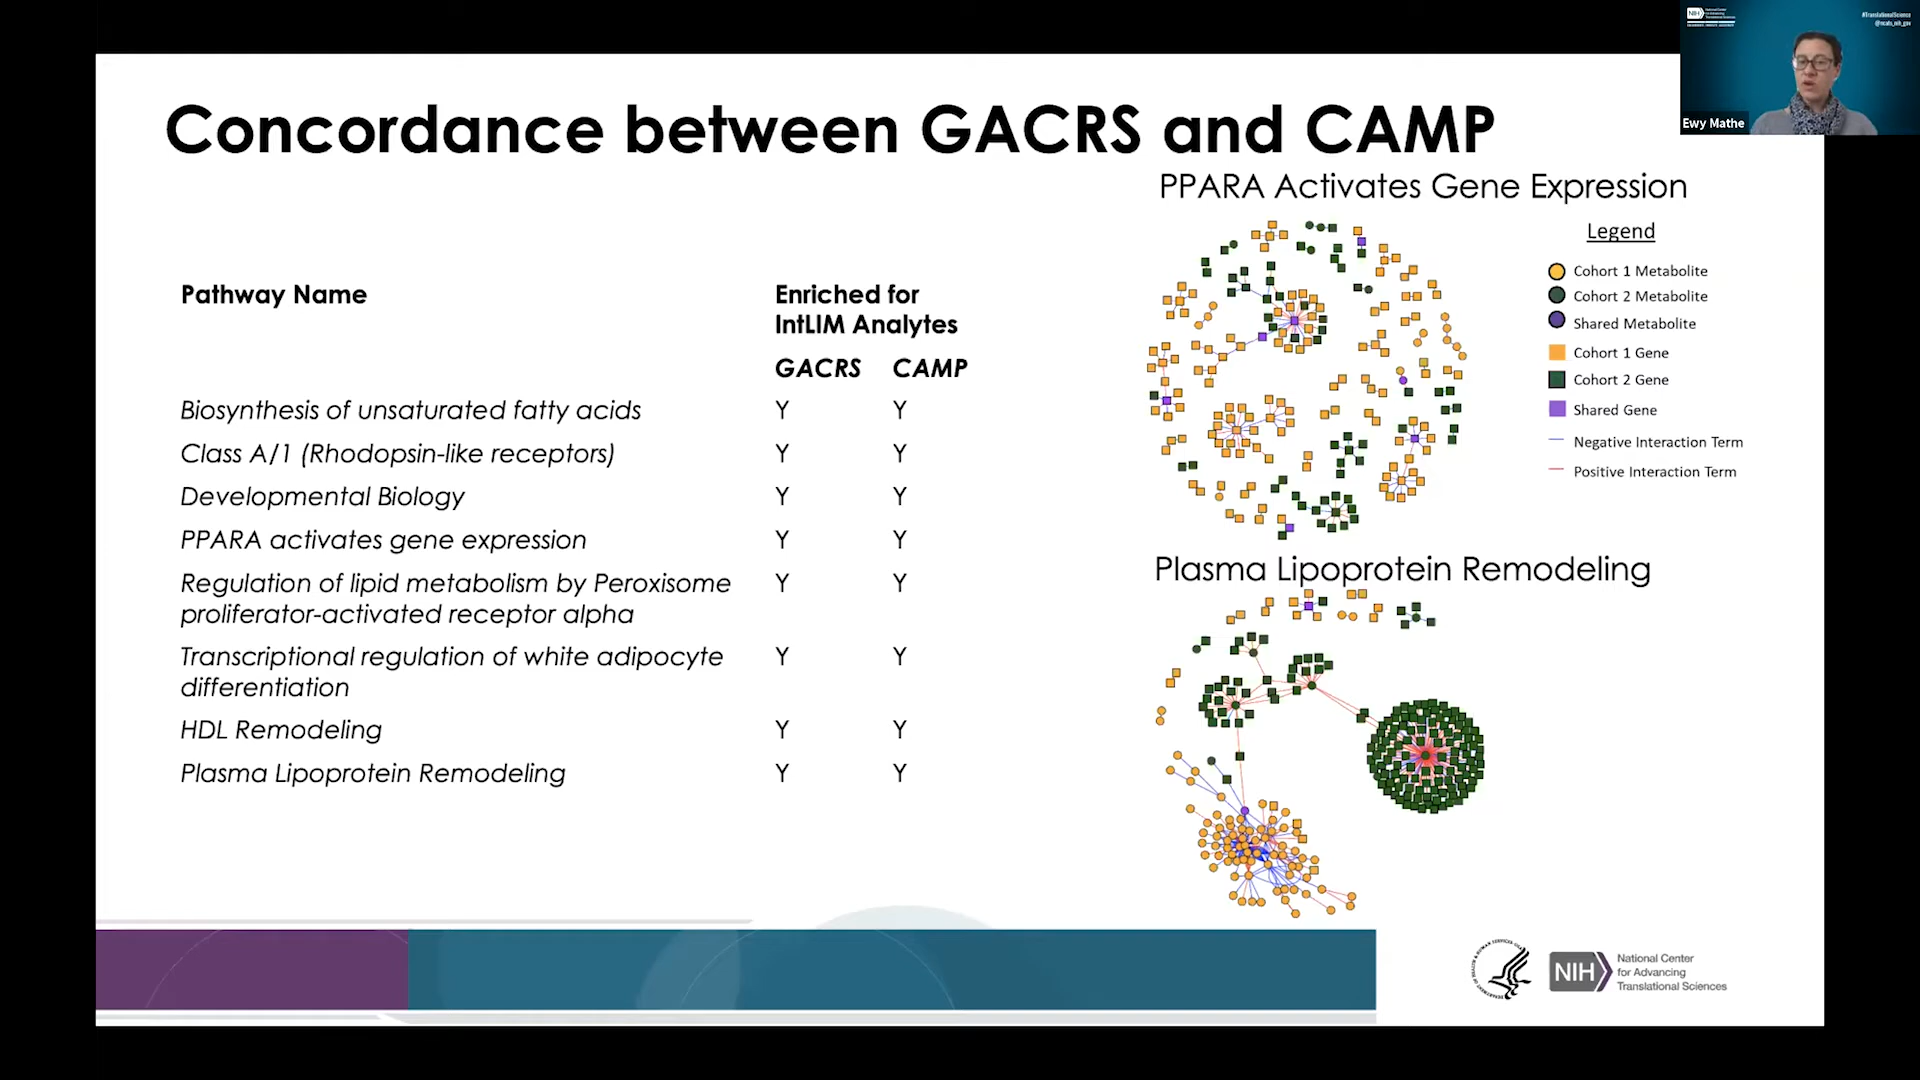 NIH
#TranslationalScience
@ncats_nih_gov
Ewy Mathe
Concordance between GACRS and CAMP
Pathway Name
Enriched for
IntLIM Analytes
GACRS CAMP
Biosynthesis of unsaturated fatty acids Y Y
Class A/1 (Rhodopsin-like receptors) Y Y
Developmental Biology Y Y
PPARA activates gene expression Y Y
Regulation of lipid metabolism by Peroxisome Y Y
proliferator-activated receptor alpha
Transcriptional regulation of white adipocyte Y Y
differentiation
HDL Remodeling Y Y
Plasma Lipoprotein Remodeling Y Y
PPARA Activates Gene Expression
Legend
Cohort 1 Metabolite
Cohort 2 Metabolite
Shared Metabolite
Cohort 1 Gene
Cohort 2 Gene
Shared Gene
Negative Interaction Term
Positive Interaction Term
Plasma Lipoprotein Remodeling
NIH
National Center
for Advancing
Translational Sciences